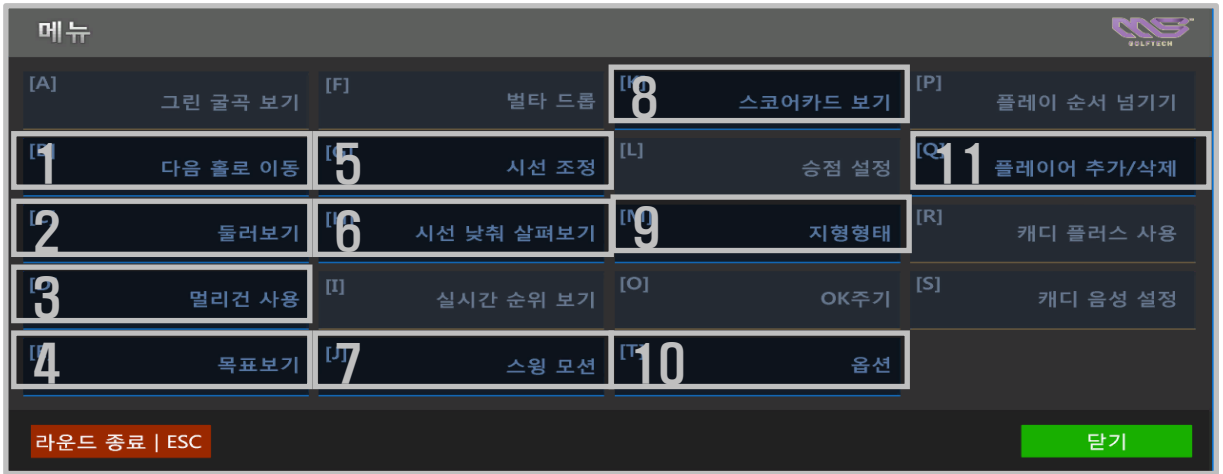 메뉴
MS
GOLFTECH
[A] 그린 굴곡 보기
[F] 벌타 드롭
[K] 8 스코어카드 보기
[P] 플레이 순서 넘기기
[B] 1 다음 홀로 이동
[G] 5 시선 조정
[L] 승점 설정
[Q] 11 플레이어 추가/삭제
[C] 2 둘러보기
[H] 6 시선 낮춰 살펴보기
[M] 9 지형형태
[R] 캐디 플러스 사용
[D] 3 멀리건 사용
[I] 실시간 순위 보기
[O] OK주기
[S] 캐디 음성 설정
[E] 4 목표보기
[J] 7 스윙 모션
[T] 10 옵션
라운드 종료 | ESC
닫기